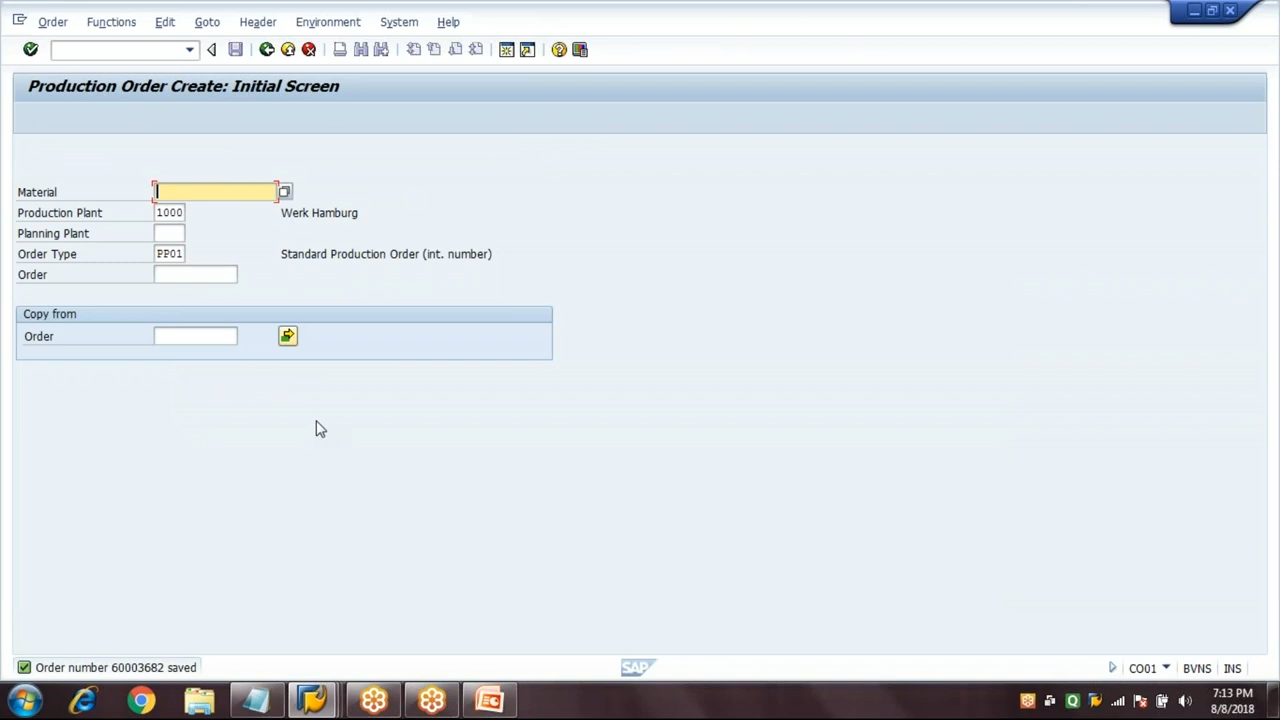 Order Functions Edit Goto Header Environment System Help
Production Order Create: Initial Screen
Material
Production Plant 1000 Werk Hamburg
Planning Plant
Order Type PP01 Standard Production Order (int. number)
Order
Copy from
Order
Order number 60003682 saved
SAP
CO01 BVNS INS
7:13 PM
8/8/2018